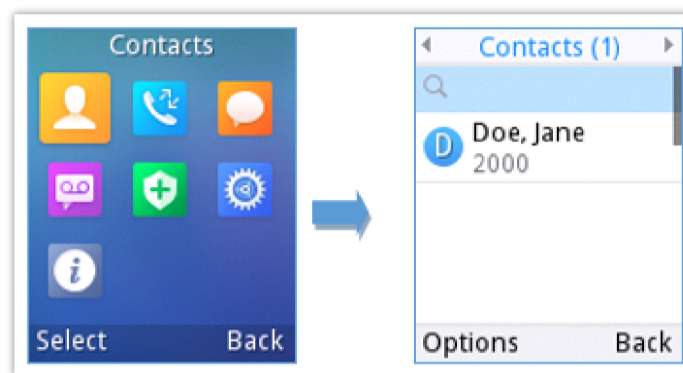 Contacts
Select Back
Contacts (1)
D
Doe, Jane
2000
Options Back